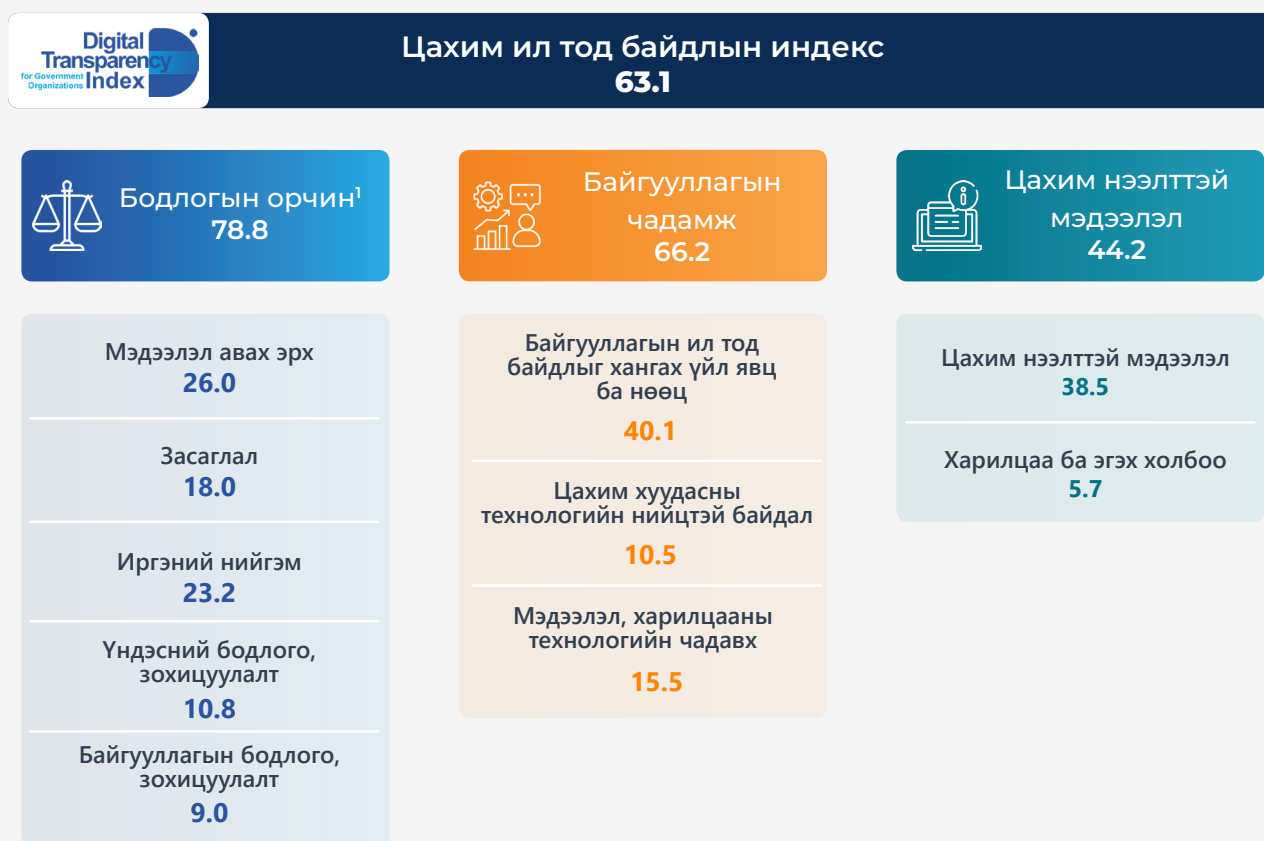 Digital
Transparency
for Government
Organizations Index
Цахим ил тод байдлын индекс
63.1
Бодлогын орчин¹
78.8
Мэдээлэл авах эрх
26.0
Засаглал
18.0
Иргэний нийгэм
23.2
Үндэсний бодлого,
зохицуулалт
10.8
Байгууллагын бодлого,
зохицуулалт
9.0
Байгууллагын
чадамж
66.2
Байгууллагын ил тод
байдлыг хангах үйл явц
ба нөөц
40.1
Цахим хуудасны
технологийн нийцтэй байдал
10.5
Мэдээлэл, харилцааны
технологийн чадавх
15.5
Цахим нээлттэй
мэдээлэл
44.2
Цахим нээлттэй мэдээлэл
38.5
Харилцаа ба эгэх холбоо
5.7